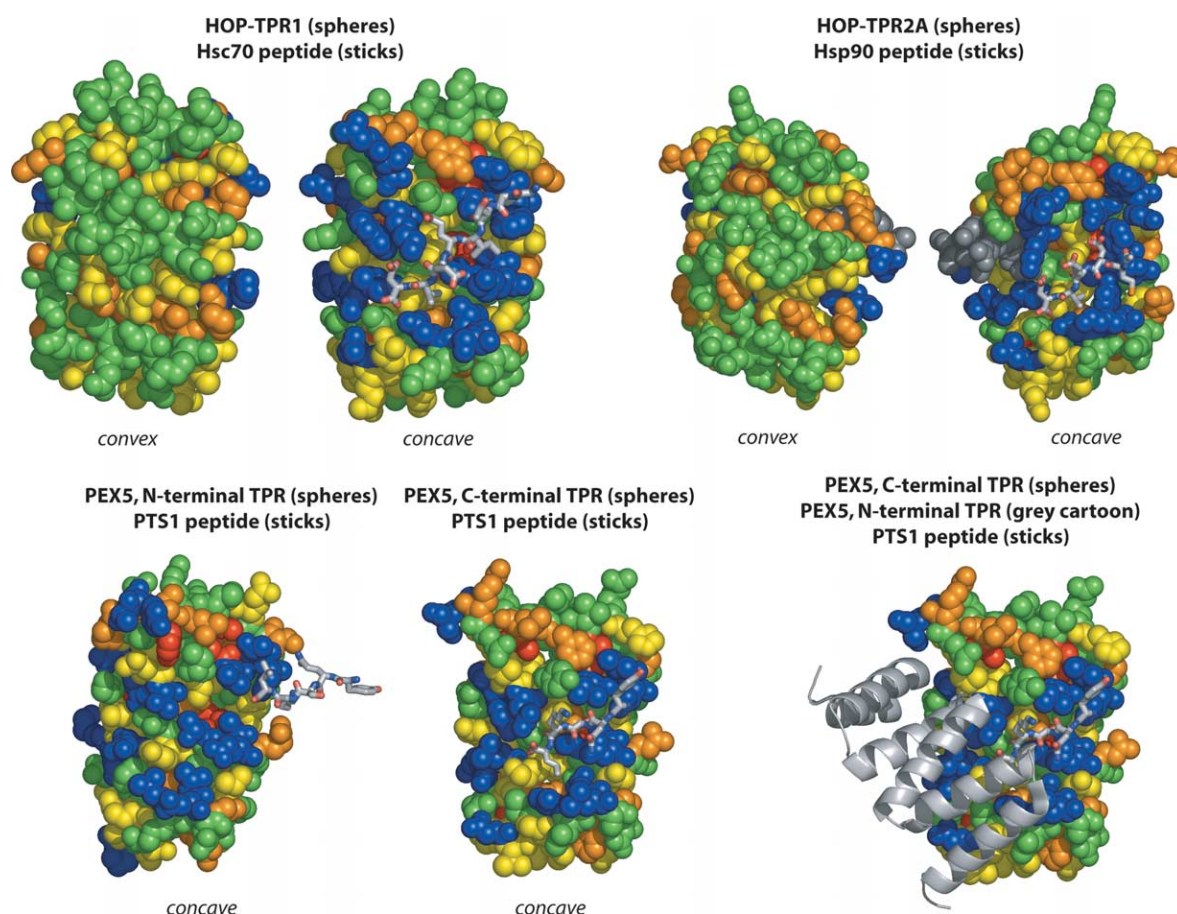 HOP-TPR1 (spheres)
Hsc70 peptide (sticks)
HOP-TPR2A (spheres)
Hsp90 peptide (sticks)
convex
concave
convex
concave
PEX5, N-terminal TPR (spheres)
PTS1 peptide (sticks)
PEX5, C-terminal TPR (spheres)
PTS1 peptide (sticks)
PEX5, C-terminal TPR (spheres)
PEX5, N-terminal TPR (grey cartoon)
PTS1 peptide (sticks)
concave
concave